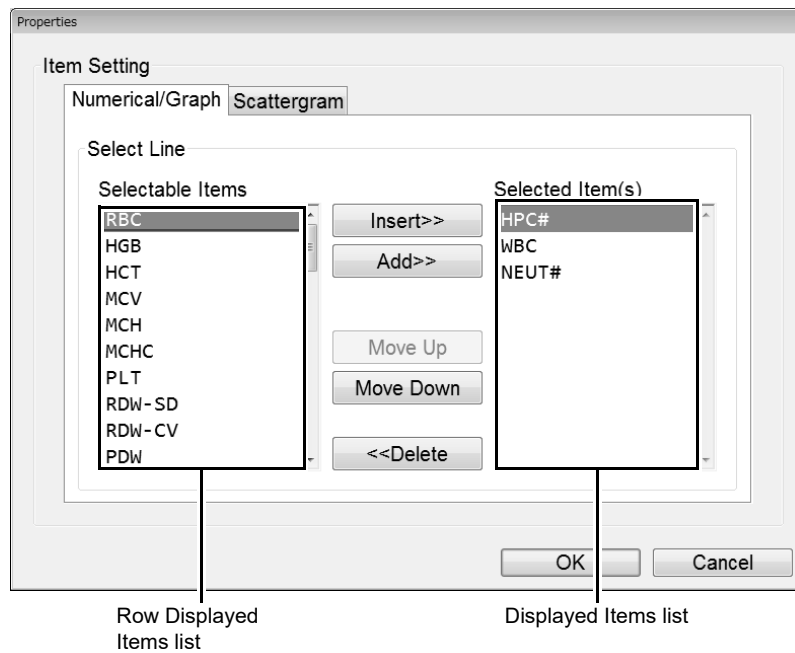 Properties
Item Setting
Numerical/Graph Scattergram
Select Line
Selectable Items
RBC
HGB
HCT
MCV
MCH
MCHC
PLT
RDW-SD
RDW-CV
PDW
Insert>>
Add>>
Move Up
Move Down
<<Delete
Selected Item(s)
HPC#
WBC
NEUT#
OK Cancel
Row Displayed
Items list
Displayed Items list